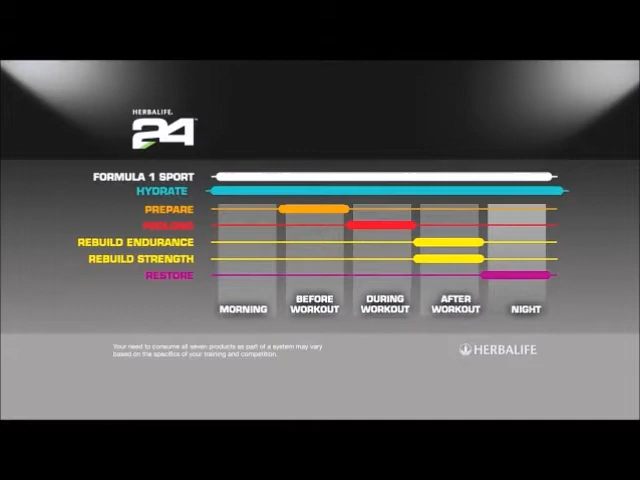 HERBALIFE
24
FORMULA 1 SPORT
HYDRATE
PREPARE
PROLONG
REBUILD ENDURANCE
REBUILD STRENGTH
RESTORE
MORNING
BEFORE
WORKOUT
DURING
WORKOUT
AFTER
WORKOUT
NIGHT
Your need to consume all seven products as part of a system may vary
based on the specifics of your training and competition.
HERBALIFE